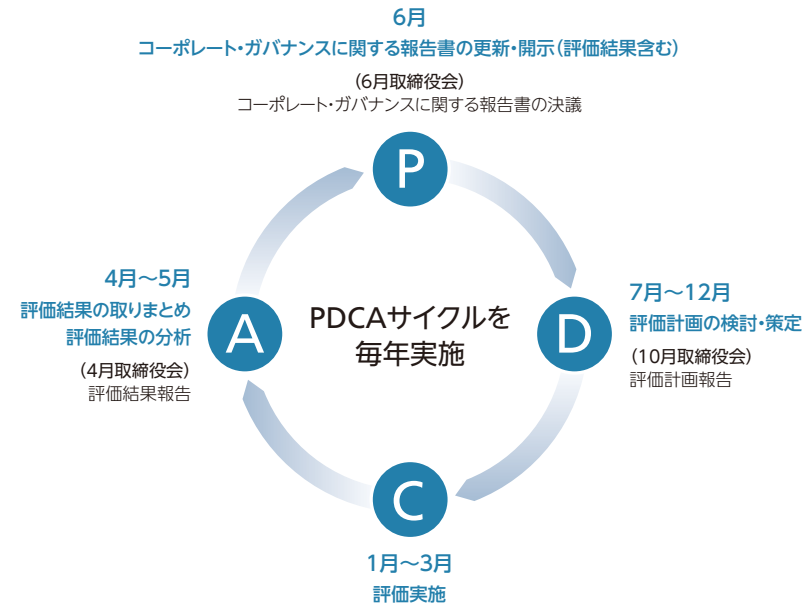 6月
コーポレート・ガバナンスに関する報告書の更新・開示(評価結果含む)
(6月取締役会)
コーポレート・ガバナンスに関する報告書の決議
P
4月~5月
評価結果の取りまとめ
評価結果の分析
(4月取締役会)
評価結果報告
A
PDCAサイクルを
毎年実施
D
7月~12月
評価計画の検討・策定
(10月取締役会)
評価計画報告
C
1月~3月
評価実施